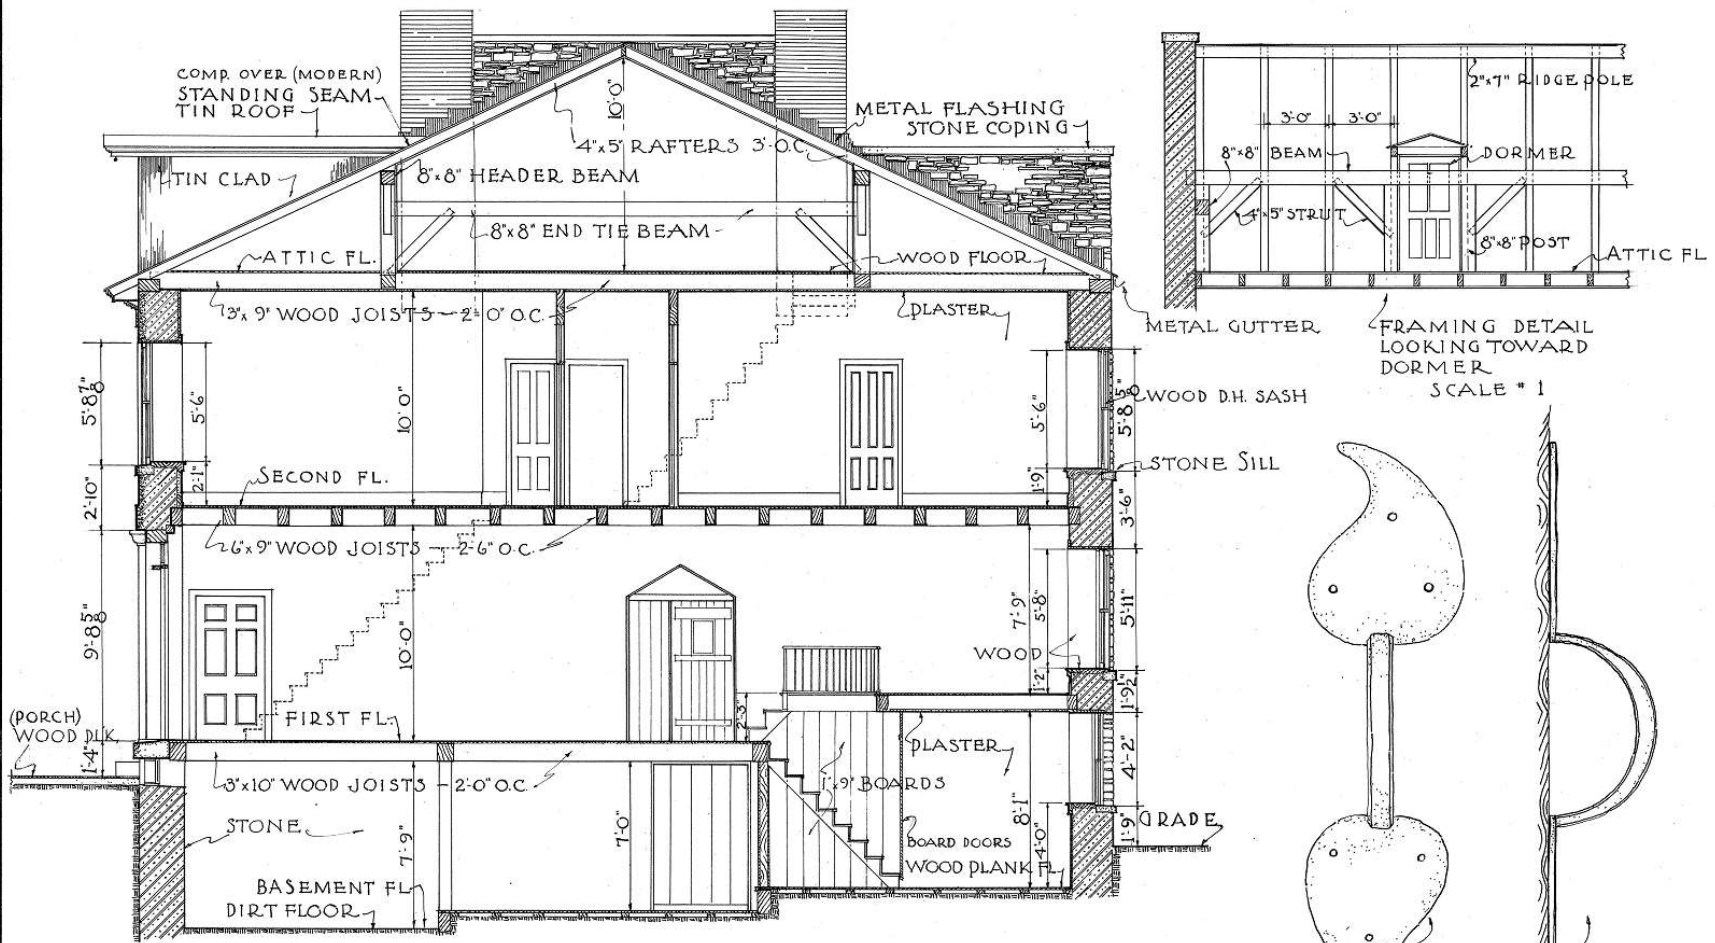 COMP. OVER (MODERN)
STANDING SEAM
TIN ROOF
10'-0"
METAL FLASHING
STONE COPING
4"x5" RAFTERS 3'-O.C.
TIN CLAD
8"x8" HEADER BEAM
8"x8" END TIE BEAM
ATTIC FL.
WOOD FLOOR
3"x9" WOOD JOISTS - 2'-0" O.C.
PLASTER
METAL GUTTER
5'-8 7/8"
5'-6"
10'-0"
5'-6"
5'-8 5/8"
WOOD D.H. SASH
2'-1"
1'-9"
STONE SILL
SECOND FL.
2'-10"
3'-6"
6"x9" WOOD JOISTS - 2'-6" O.C.
9'-8 5/8"
10'-0"
7'-9"
5'-8"
5'-11"
WOOD
1'-2"
1'-9 1/2"
2'-3"
FIRST FL.
(PORCH)
WOOD DLK.
1'-4"
PLASTER
4'-2"
3"x10" WOOD JOISTS - 2'-0" O.C.
1"x9" BOARDS
STONE
7'-9"
7'-0"
8'-1"
4'-0"
1'-9"
GRADE
BOARD DOORS
WOOD PLANK FL.
BASEMENT FL.
DIRT FLOOR
2"x7" RIDGE POLE
3'-0" 3'-0"
8"x8" BEAM
DORMER
4"x5" STRUT
8"x8" POST
ATTIC FL
FRAMING DETAIL
LOOKING TOWARD
DORMER
SCALE # 1